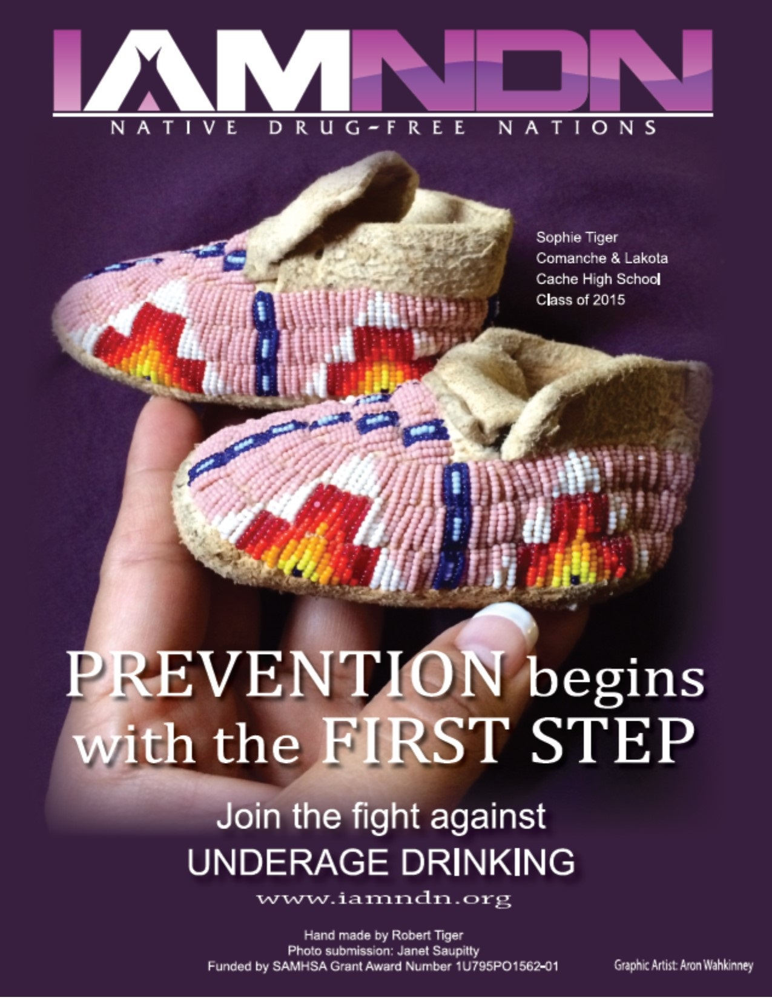 IAMNDN
NATIVE DRUG-FREE NATIONS
Sophie Tiger
Comanche & Lakota
Cache High School
Class of 2015
PREVENTION begins
with the FIRST STEP
Join the fight against
UNDERAGE DRINKING
www.iamndn.org
Hand made by Robert Tiger
Photo submission: Janet Saupitty
Funded by SAMHSA Grant Award Number 1U795PO1562-01
Graphic Artist: Aron Wahkinney